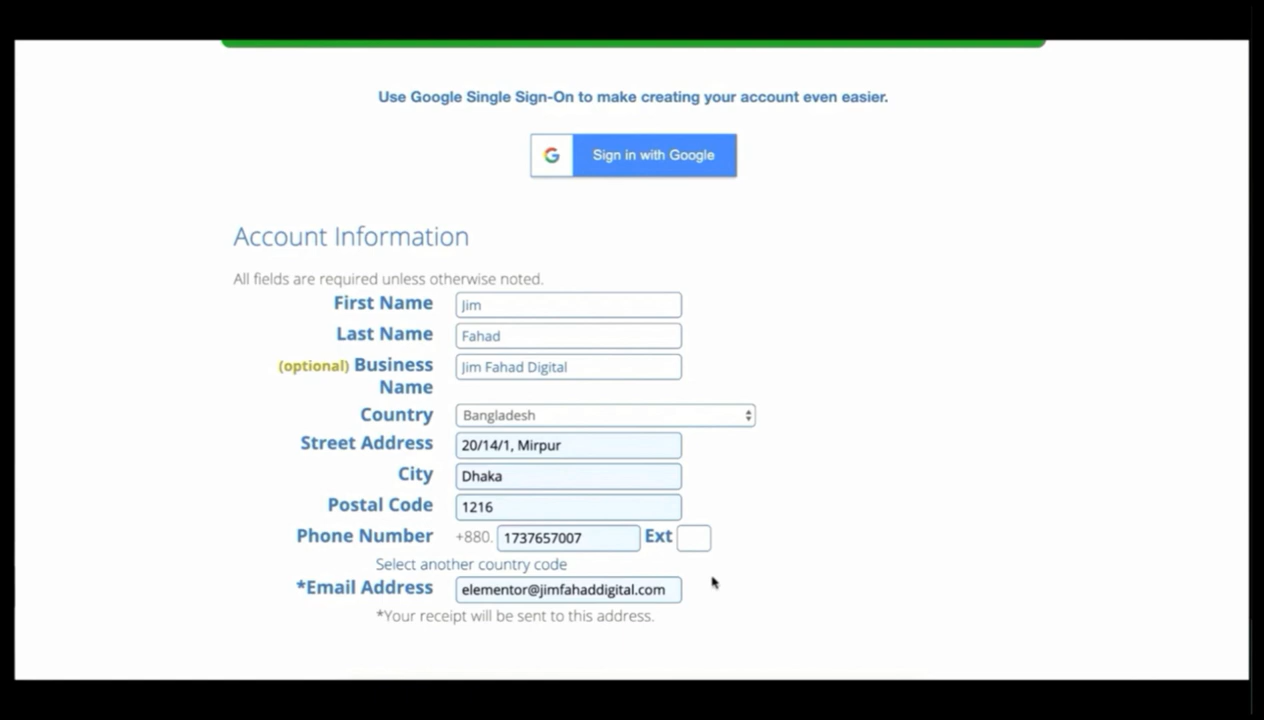 Use Google Single Sign-On to make creating your account even easier.
Sign in with Google
Account Information
All fields are required unless otherwise noted.
First Name Jim
Last Name Fahad
(optional) Business Name Jim Fahad Digital
Country Bangladesh
Street Address 20/14/1, Mirpur
City Dhaka
Postal Code 1216
Phone Number +880. 1737657007 Ext
Select another country code
*Email Address elementor@jimfahaddigital.com
*Your receipt will be sent to this address.